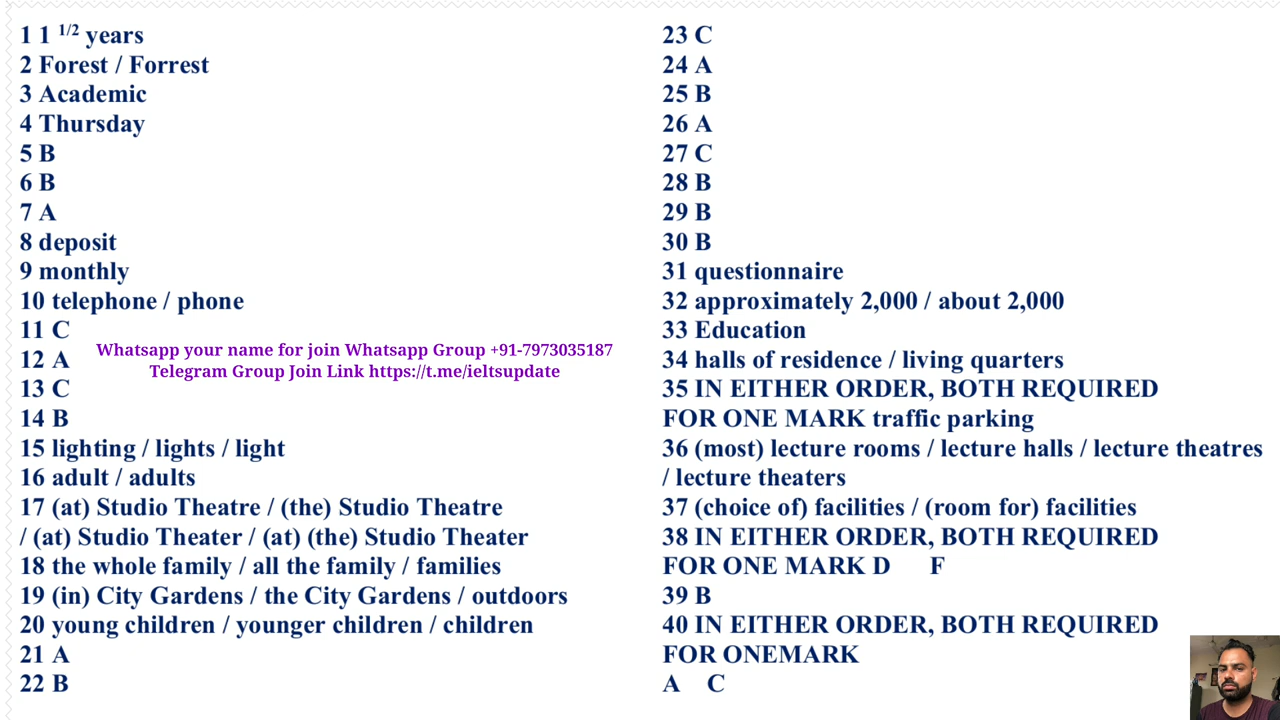 1 1 1/2 years
2 Forest / Forrest
3 Academic
4 Thursday
5 B
6 B
7 A
8 deposit
9 monthly
10 telephone / phone
11 C
12 A
13 C
14 B
15 lighting / lights / light
16 adult / adults
17 (at) Studio Theatre / (the) Studio Theatre
/ (at) Studio Theater / (at) (the) Studio Theater
18 the whole family / all the family / families
19 (in) City Gardens / the City Gardens / outdoors
20 young children / younger children / children
21 A
22 B
Whatsapp your name for join Whatsapp Group +91-7973035187
Telegram Group Join Link https://t.me/ieltsupdate
23 C
24 A
25 B
26 A
27 C
28 B
29 B
30 B
31 questionnaire
32 approximately 2,000 / about 2,000
33 Education
34 halls of residence / living quarters
35 IN EITHER ORDER, BOTH REQUIRED
FOR ONE MARK traffic parking
36 (most) lecture rooms / lecture halls / lecture theatres
/ lecture theaters
37 (choice of) facilities / (room for) facilities
38 IN EITHER ORDER, BOTH REQUIRED
FOR ONE MARK D F
39 B
40 IN EITHER ORDER, BOTH REQUIRED
FOR ONEMARK
A C